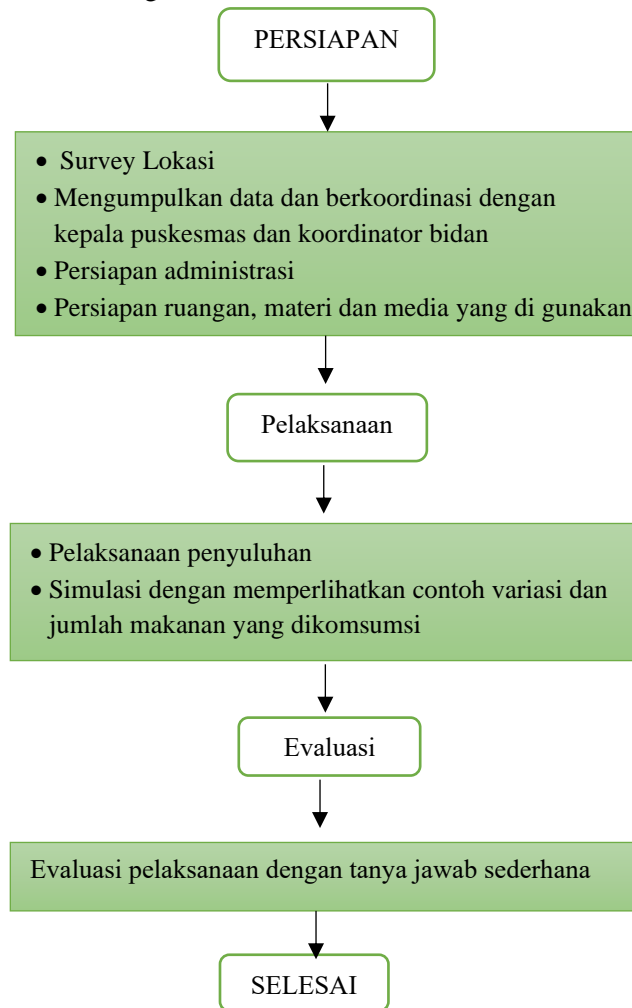 PERSIAPAN
• Survey Lokasi
• Mengumpulkan data dan berkoordinasi dengan
kepala puskesmas dan koordinator bidan
• Persiapan administrasi
• Persiapan ruangan, materi dan media yang di gunakan
Pelaksanaan
• Pelaksanaan penyuluhan
• Simulasi dengan memperlihatkan contoh variasi dan
jumlah makanan yang dikomsumsi
Evaluasi
Evaluasi pelaksanaan dengan tanya jawab sederhana
SELESAI